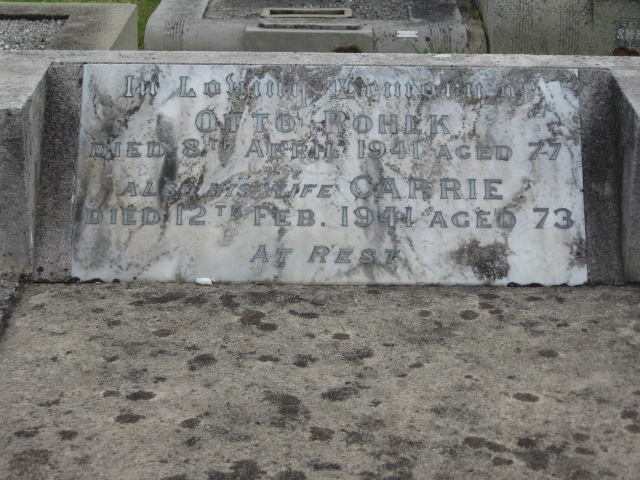 In Loving Memory of
OTTO ROHLK
DIED 8TH APRIL 1941 AGED 77
ALSO HIS WIFE CARRIE
DIED 12TH FEB. 1941 AGED 73
AT REST